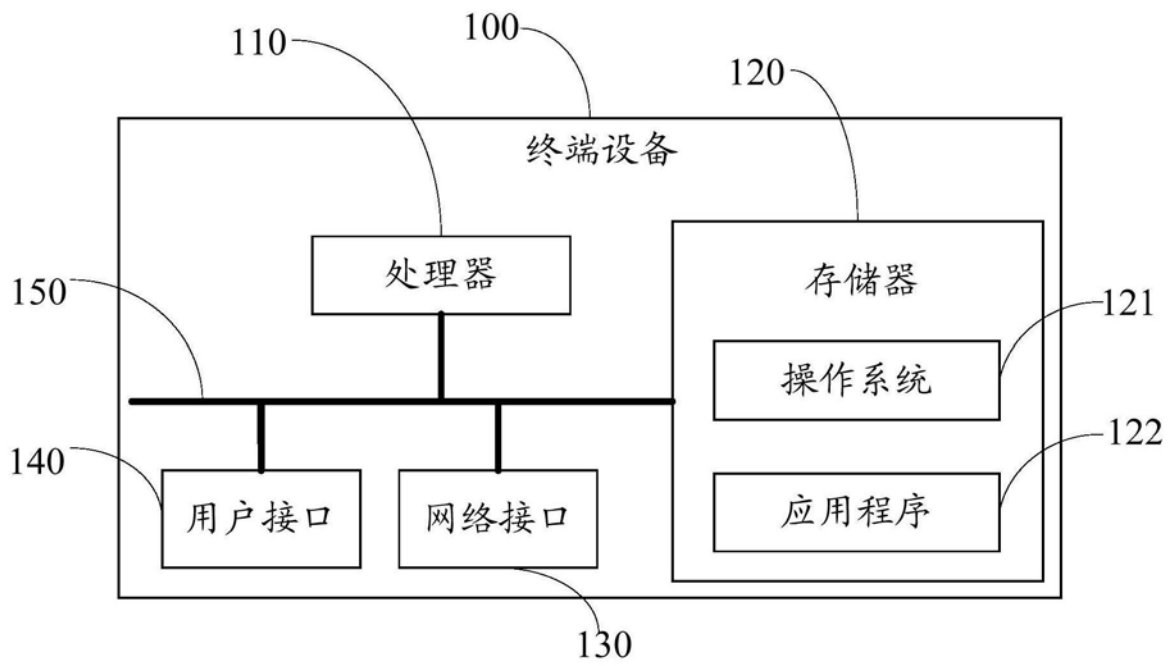 100
110
120
终端设备
处理器
存储器
150
121
操作系统
140
122
用户接口
网络接口
应用程序
130